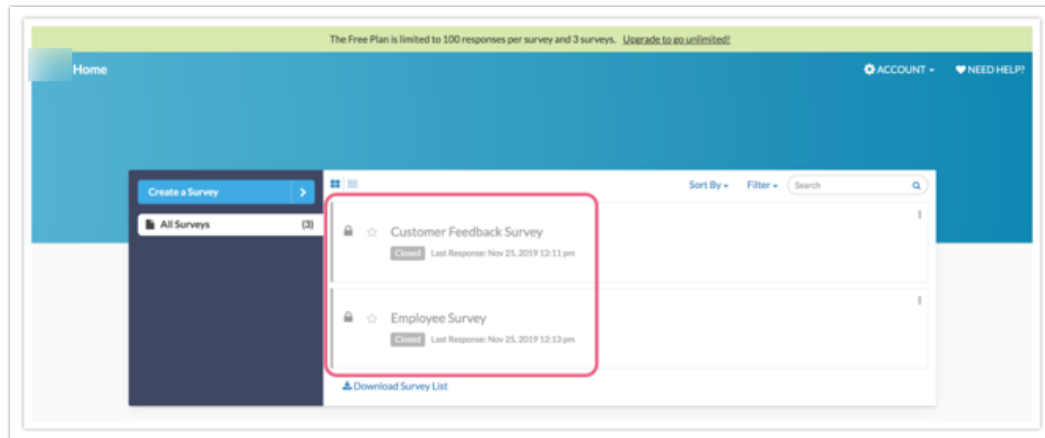 The Free Plan is limited to 100 responses per survey and 3 surveys. Upgrade to go unlimited!
Home
ACCOUNT
NEED HELP?
Create a Survey
Sort By
Filter
Search
All Surveys (3)
Customer Feedback Survey
Closed Last Response: Nov 25, 2019 12:11 pm
Employee Survey
Closed Last Response: Nov 25, 2019 12:13 pm
Download Survey List